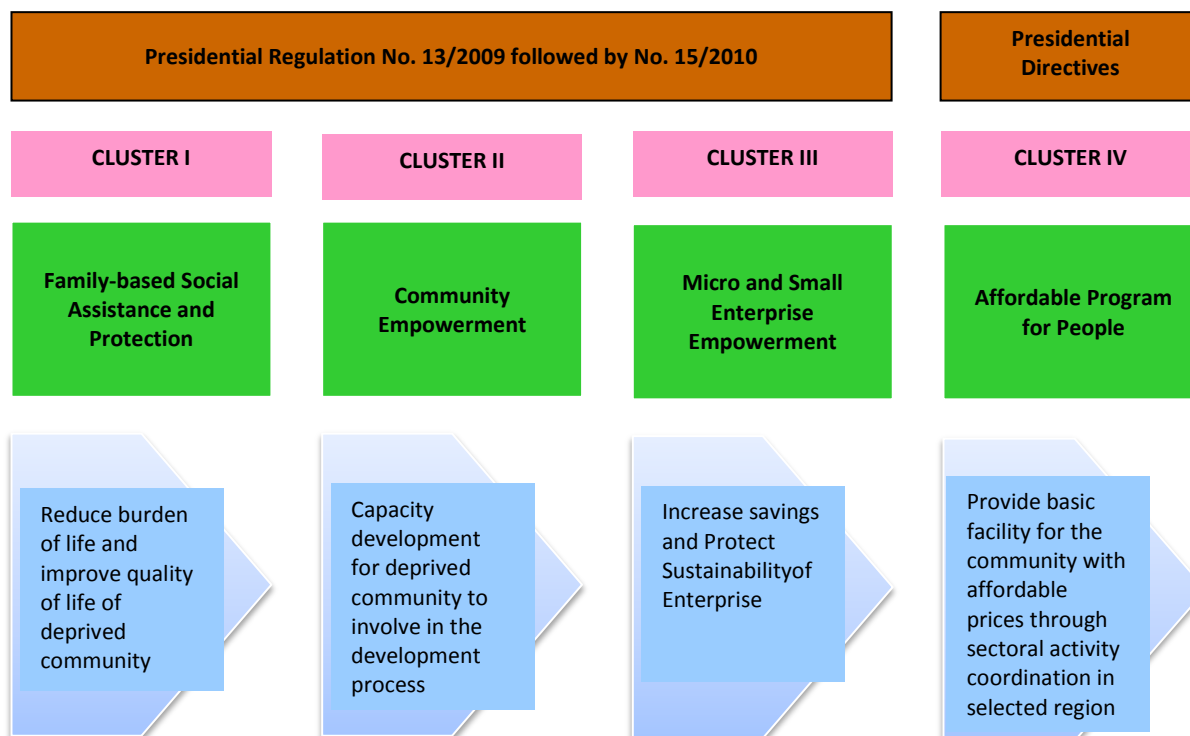 Presidential Regulation No. 13/2009 followed by No. 15/2010
Presidential
Directives
CLUSTER I
CLUSTER II
CLUSTER III
CLUSTER IV
Family-based Social
Assistance and
Protection
Community
Empowerment
Micro and Small
Enterprise
Empowerment
Affordable Program
for People
Reduce burden
of life and
improve quality
of life of
deprived
community
Capacity
development
for deprived
community to
involve in the
development
process
Increase savings
and Protect
Sustainabilityof
Enterprise
Provide basic
facility for the
community with
affordable
prices through
sectoral activity
coordination in
selected region